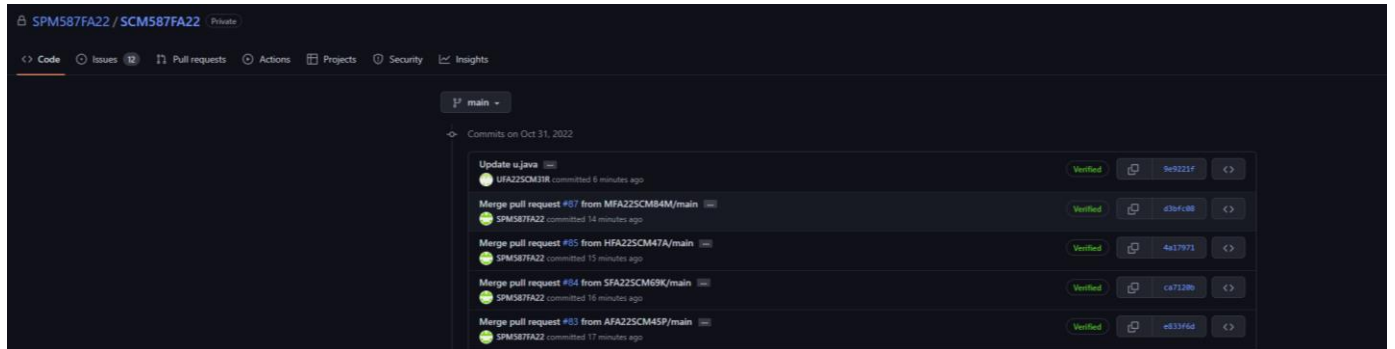 SPM587FA22 / SCM587FA22 Private
Code Issues 12 Pull requests Actions Projects Security Insights
main
Commits on Oct 31, 2022
Update u.java
Verified 9e9221f
UFA22SCM31R committed 6 minutes ago
Merge pull request #87 from MFA22SCM84M/main
Verified d3bfc08
SPM587FA22 committed 14 minutes ago
Merge pull request #85 from HFA22SCM47A/main
Verified 4a17971
SPM587FA22 committed 15 minutes ago
Merge pull request #84 from SFA22SCM69K/main
Verified ca7120b
SPM587FA22 committed 16 minutes ago
Merge pull request #83 from AFA22SCM45P/main
Verified e833f6d
SPM587FA22 committed 17 minutes ago